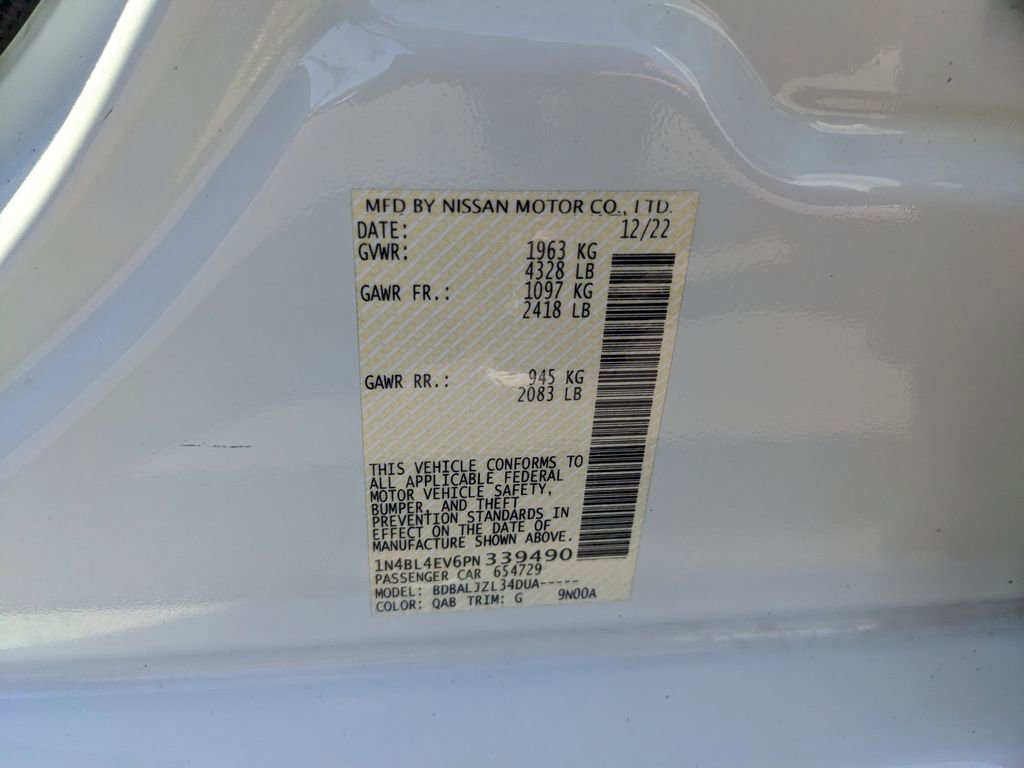 MFD BY NISSAN MOTOR CO., LTD.
DATE: 12/22
GVWR: 1963 KG
4328 LB
GAWR FR.: 1097 KG
2418 LB
GAWR RR.: 945 KG
2083 LB
THIS VEHICLE CONFORMS TO
ALL APPLICABLE FEDERAL
MOTOR VEHICLE SAFETY,
BUMPER, AND THEFT
PREVENTION STANDARDS IN
EFFECT ON THE DATE OF
MANUFACTURE SHOWN ABOVE.
1N4BL4EV6PN339490
PASSENGER CAR 654729
MODEL: BDBALJZL34DUA-----
COLOR: QAB TRIM: G 9N00A